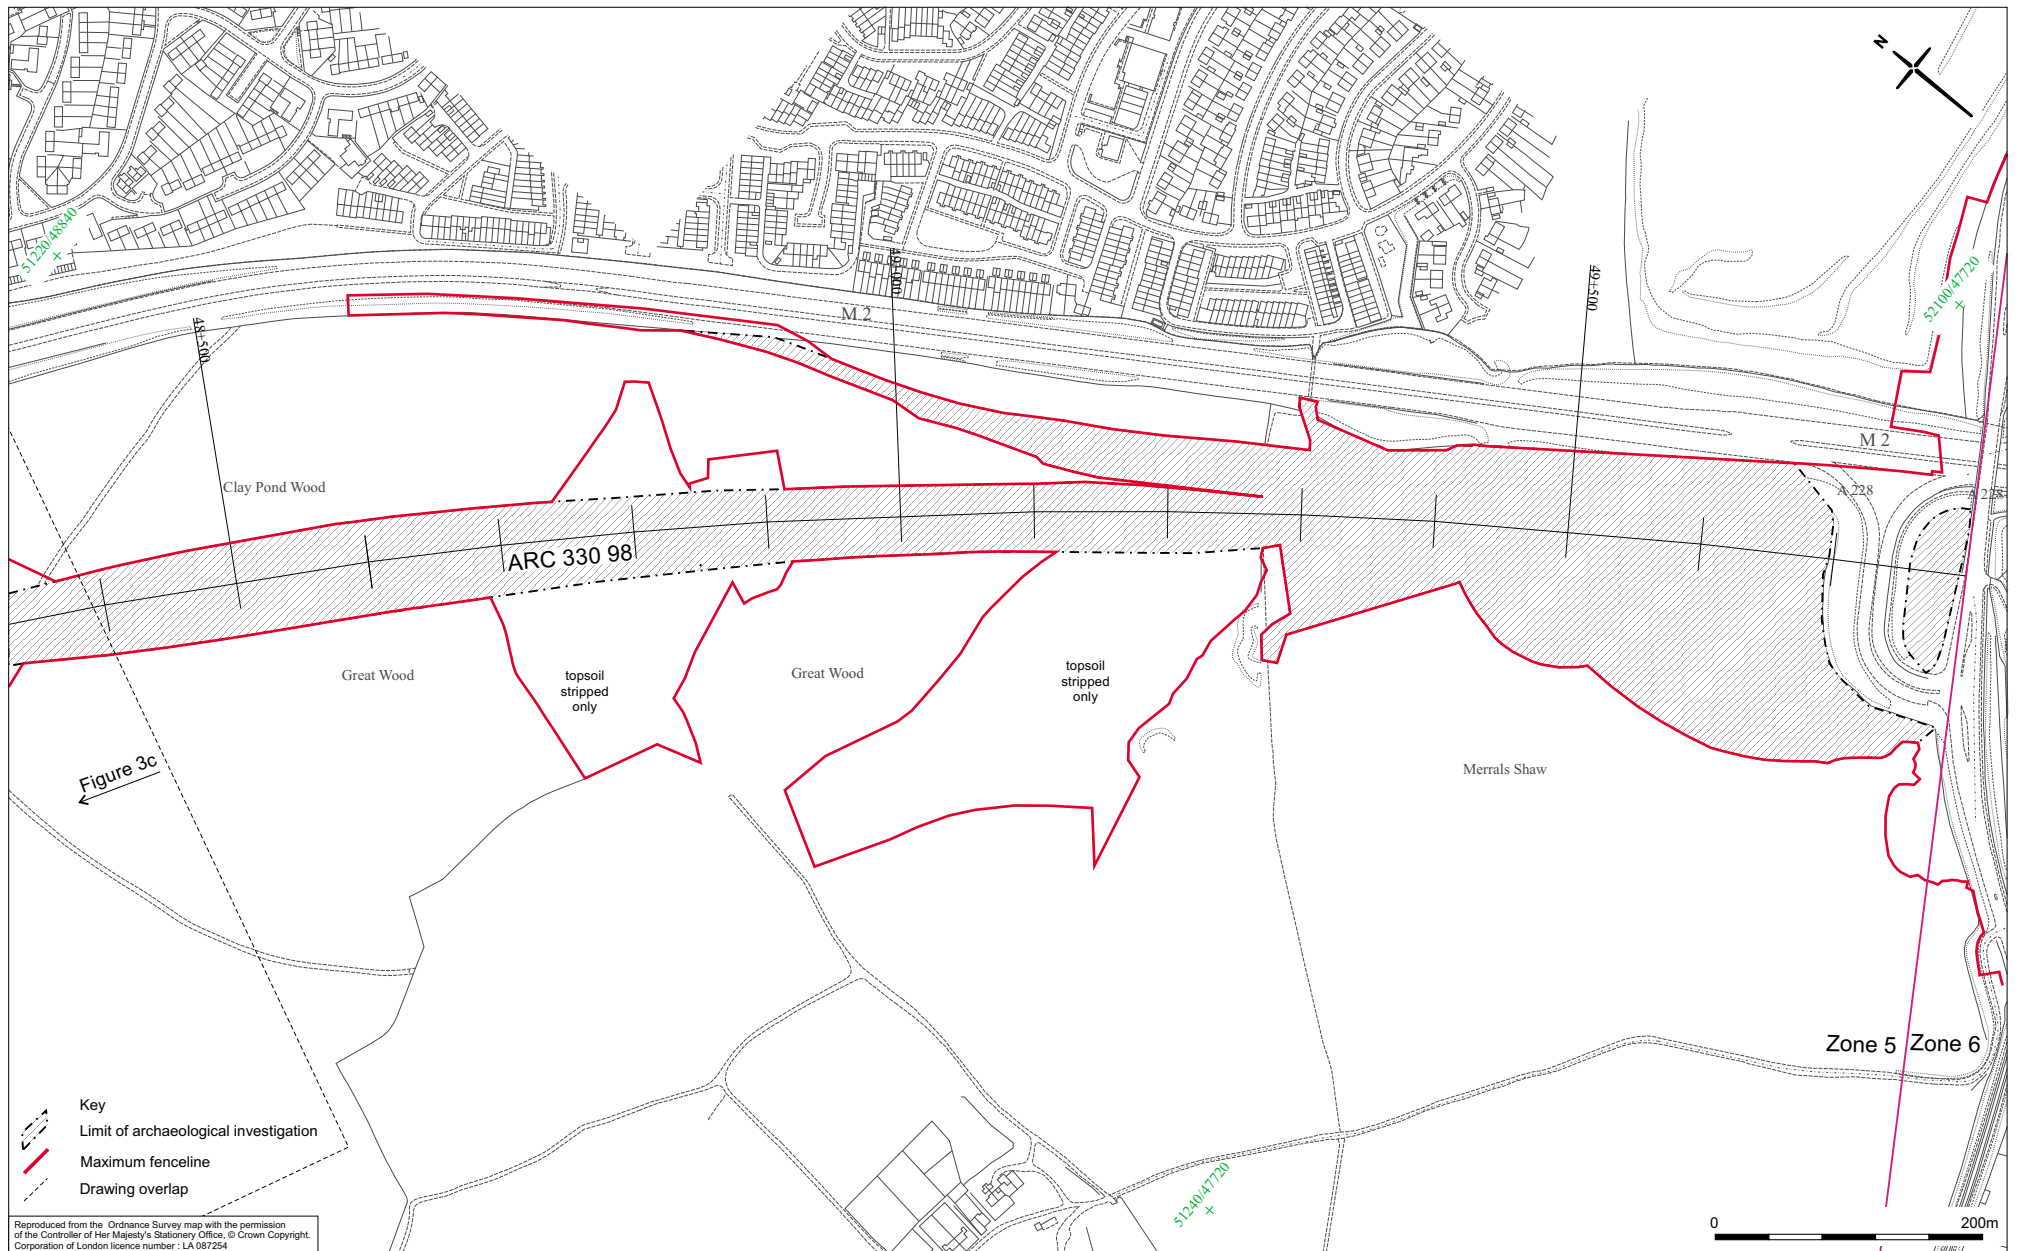 N
51220/48840
52100/47720
49+000
49+500
48+500
M 2
M 2
Clay Pond Wood
A 228
A 228
ARC 330 98
Great Wood
topsoil
stripped
only
Great Wood
topsoil
stripped
only
Merrals Shaw
Figure 3c
Zone 5
Zone 6
51240/47720
Key
Limit of archaeological investigation
Maximum fenceline
Drawing overlap
0
200m
Reproduced from the Ordnance Survey map with the permission
of the Controller of Her Majesty's Stationery Office, © Crown Copyright.
Corporation of London licence number : LA 087254